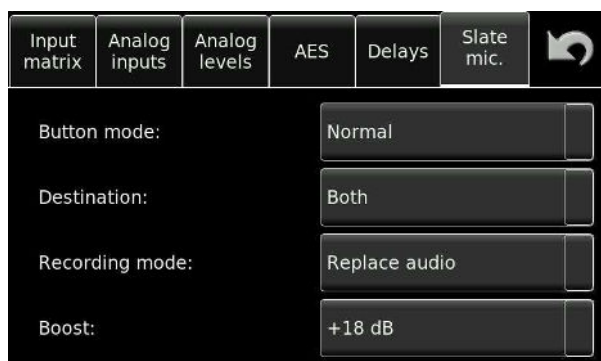 Input matrix
Analog inputs
Analog levels
AES
Delays
Slate mic.
Button mode:
Normal
Destination:
Both
Recording mode:
Replace audio
Boost:
+18 dB